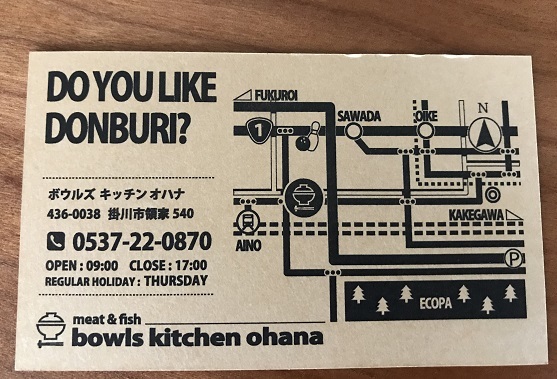 DO YOU LIKE
DONBURI?
ボウルズ キッチン オハナ
436-0038 掛川市領家 540
0537-22-0870
OPEN : 09:00 CLOSE : 17:00
REGULAR HOLIDAY : THURSDAY
meat & fish
bowls kitchen ohana
FUKUROI
1
SAWADA
OIKE
N
KAKEGAWA
AINO
P
ECOPA